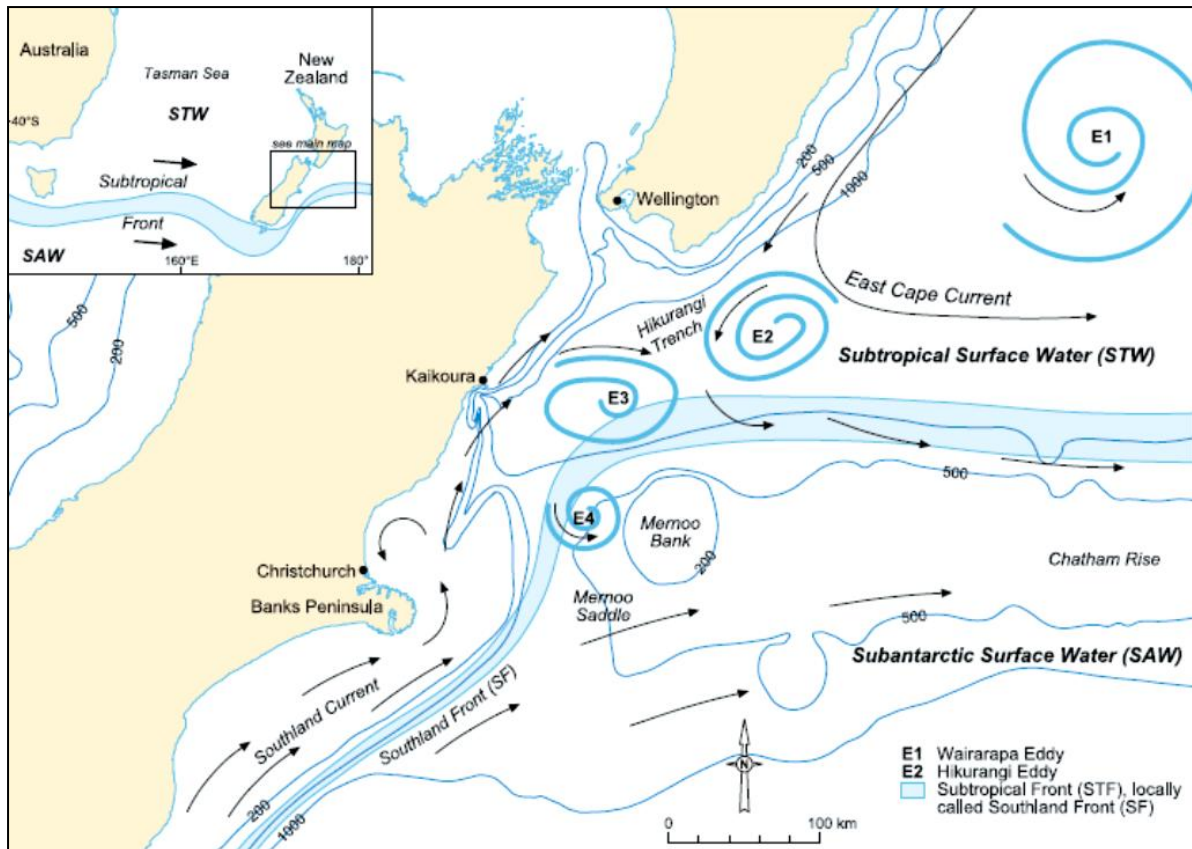 Australia
Tasman Sea
New
Zealand
STW
40°S
see main map
Subtropical
Front
SAW
160°E
180°
500
200
200
500
1000
E1
Wellington
East Cape Current
Hikurangi
Trench
E2
Subtropical Surface Water (STW)
Kaikoura
E3
500
E4
Mernoo
Bank
200
Christchurch
Banks Peninsula
Mernoo
Saddle
Chatham Rise
500
Subantarctic Surface Water (SAW)
Southland Current
Southland Front (SF)
N
200
1000
E1 Wairarapa Eddy
E2 Hikurangi Eddy
Subtropical Front (STF), locally
called Southland Front (SF)
0 100 km